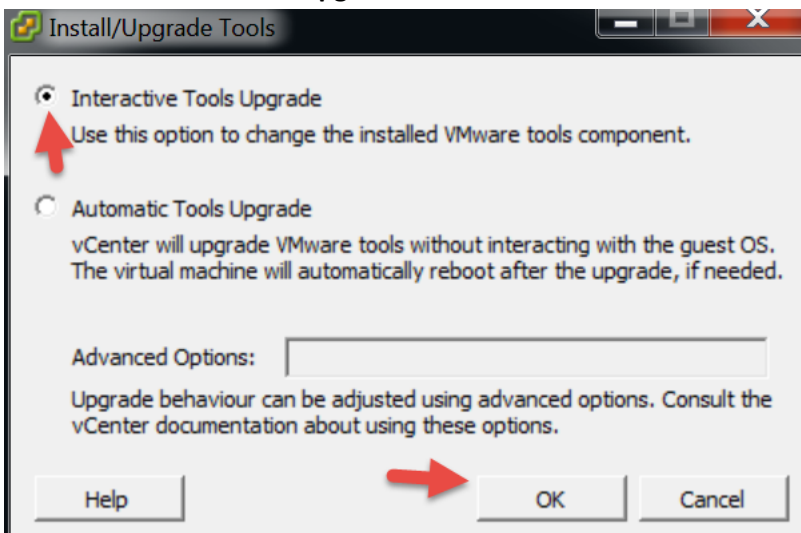 Install/Upgrade Tools
Interactive Tools Upgrade
Use this option to change the installed VMware tools component.
Automatic Tools Upgrade
vCenter will upgrade VMware tools without interacting with the guest OS.
The virtual machine will automatically reboot after the upgrade, if needed.
Advanced Options:
Upgrade behaviour can be adjusted using advanced options. Consult the
vCenter documentation about using these options.
Help OK Cancel